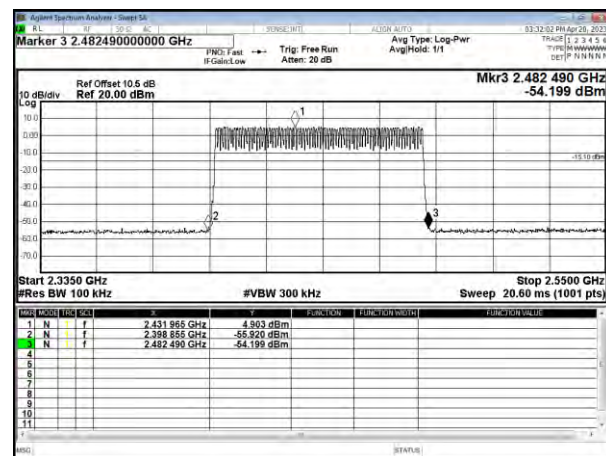 Agilent Spectrum Analyzer - Swept SA
RL RF 50 Ω AC SENSE:INT ALIGN AUTO 03:32:02 PM Apr 20, 2023
Marker 3 2.482490000000 GHz
PNO: Fast
IFGain:Low
Trig: Free Run
Atten: 20 dB
Avg Type: Log-Pwr
Avg|Hold: 1/1
TRACE 1 2 3 4 5 6
TYPE M W W W W W
DET P N N N N N
Ref Offset 10.5 dB
Ref 20.00 dBm
Mkr3 2.482 490 GHz
-54.199 dBm
10 dB/div
Log
10.0
0.00
-10.0
-20.0
-30.0
-40.0
-50.0
-60.0
-70.0
1
2
3
-15.10 dBm
Start 2.3350 GHz
#Res BW 100 kHz
#VBW 300 kHz
Stop 2.5500 GHz
Sweep 20.60 ms (1001 pts)
MKR MODE TRC SCL X Y FUNCTION FUNCTION WIDTH FUNCTION VALUE
1 N 1 f 2.431 965 GHz 4.903 dBm
2 N 1 f 2.398 855 GHz -55.920 dBm
3 N 1 f 2.482 490 GHz -54.199 dBm
4
5
6
7
8
9
10
11
MSG STATUS